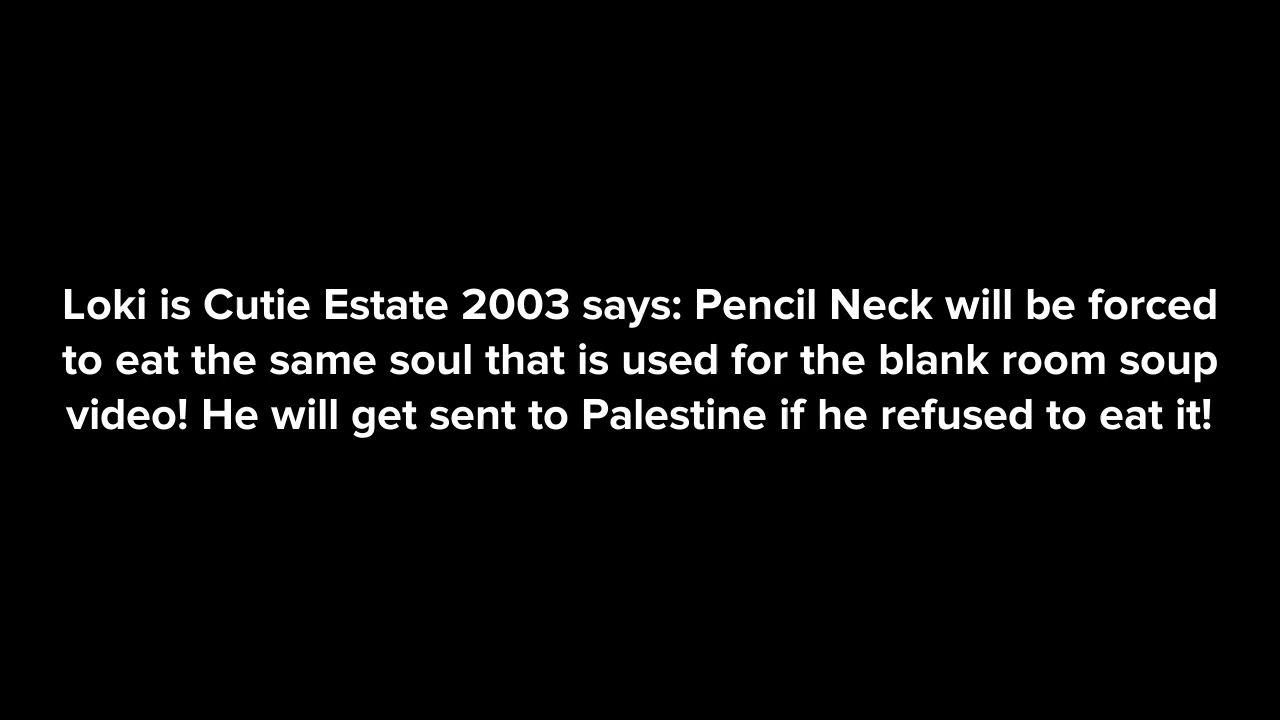 Loki is Cutie Estate 2003 says: Pencil Neck will be forced
to eat the same soul that is used for the blank room soup
video! He will get sent to Palestine if he refused to eat it!